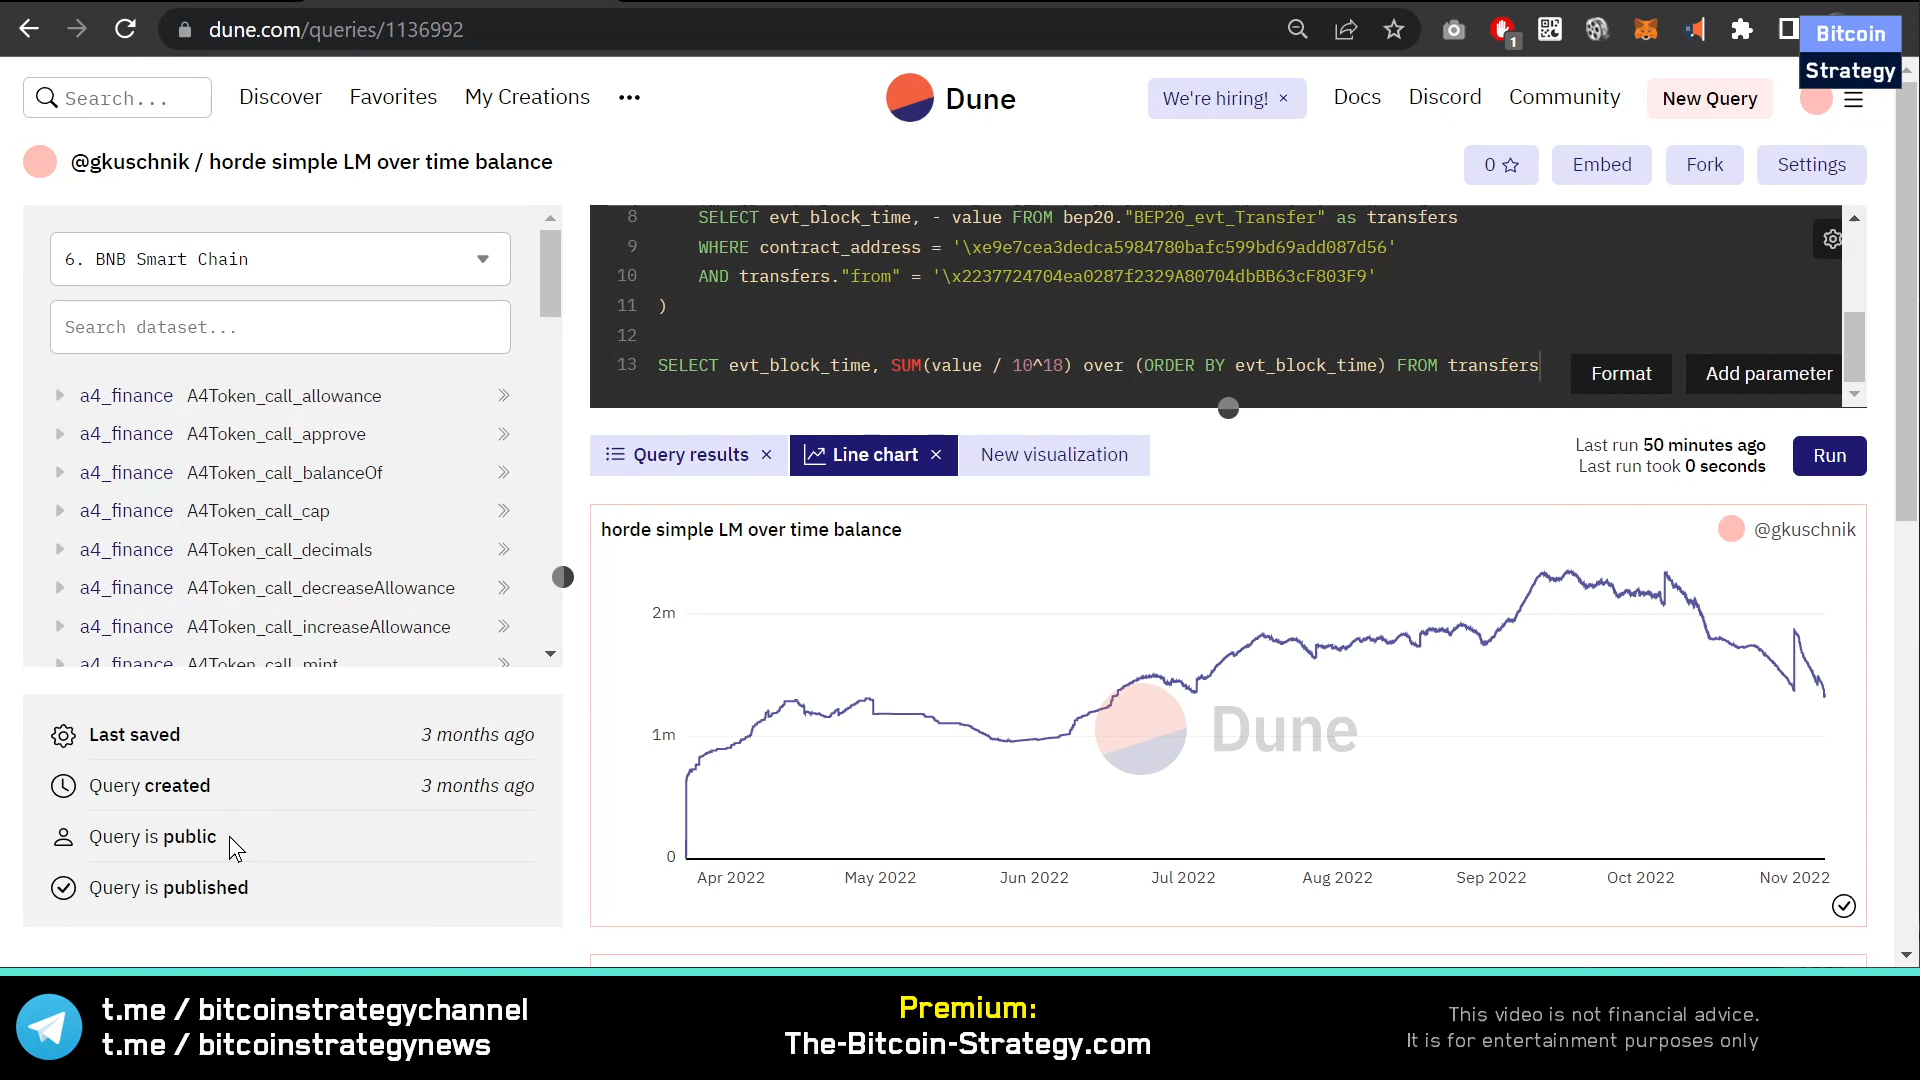 dune.com/queries/1136992
1
Bitcoin
Strategy
Search...
Discover
Favorites
My Creations
Dune
We're hiring! ×
Docs
Discord
Community
New Query
@gkuschnik / horde simple LM over time balance
0
Embed
Fork
Settings
6. BNB Smart Chain
Search dataset...
a4_finance A4Token_call_allowance
a4_finance A4Token_call_approve
a4_finance A4Token_call_balanceOf
a4_finance A4Token_call_cap
a4_finance A4Token_call_decimals
a4_finance A4Token_call_decreaseAllowance
a4_finance A4Token_call_increaseAllowance
a4_finance A4Token_call_mint
Last saved 3 months ago
Query created 3 months ago
Query is public
Query is published
8 SELECT evt_block_time, - value FROM bep20."BEP20_evt_Transfer" as transfers
9 WHERE contract_address = '\xe9e7cea3dedca5984780bafc599bd69add087d56'
10 AND transfers."from" = '\x2237724704ea0287f2329A80704dbBB63cF803F9'
11 )
12
13 SELECT evt_block_time, SUM(value / 10^18) over (ORDER BY evt_block_time) FROM transfers
Format
Add parameter
Query results ×
Line chart ×
New visualization
Last run 50 minutes ago
Last run took 0 seconds
Run
horde simple LM over time balance
@gkuschnik
2m
1m
0
Dune
Apr 2022
May 2022
Jun 2022
Jul 2022
Aug 2022
Sep 2022
Oct 2022
Nov 2022
t.me / bitcoinstrategychannel
t.me / bitcoinstrategynews
Premium:
The-Bitcoin-Strategy.com
This video is not financial advice.
It is for entertainment purposes only